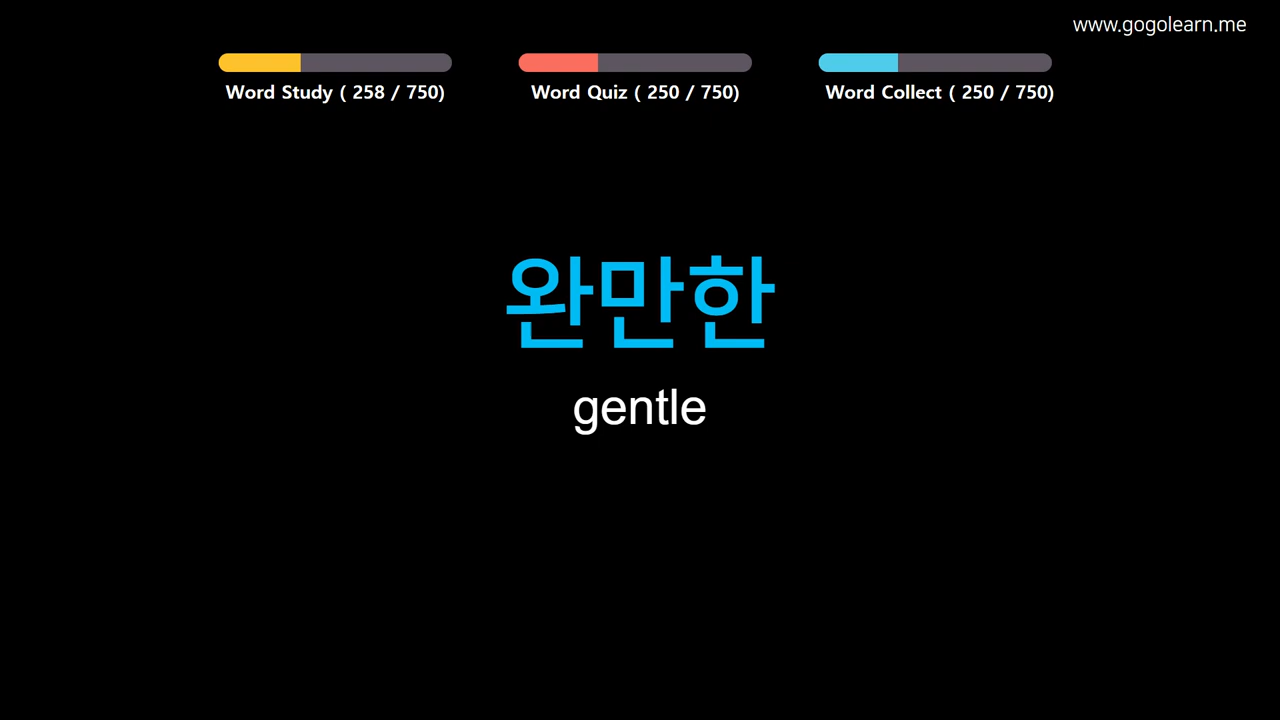 www.gogolearn.me
Word Study ( 258 / 750)
Word Quiz ( 250 / 750)
Word Collect ( 250 / 750)
완만한
gentle